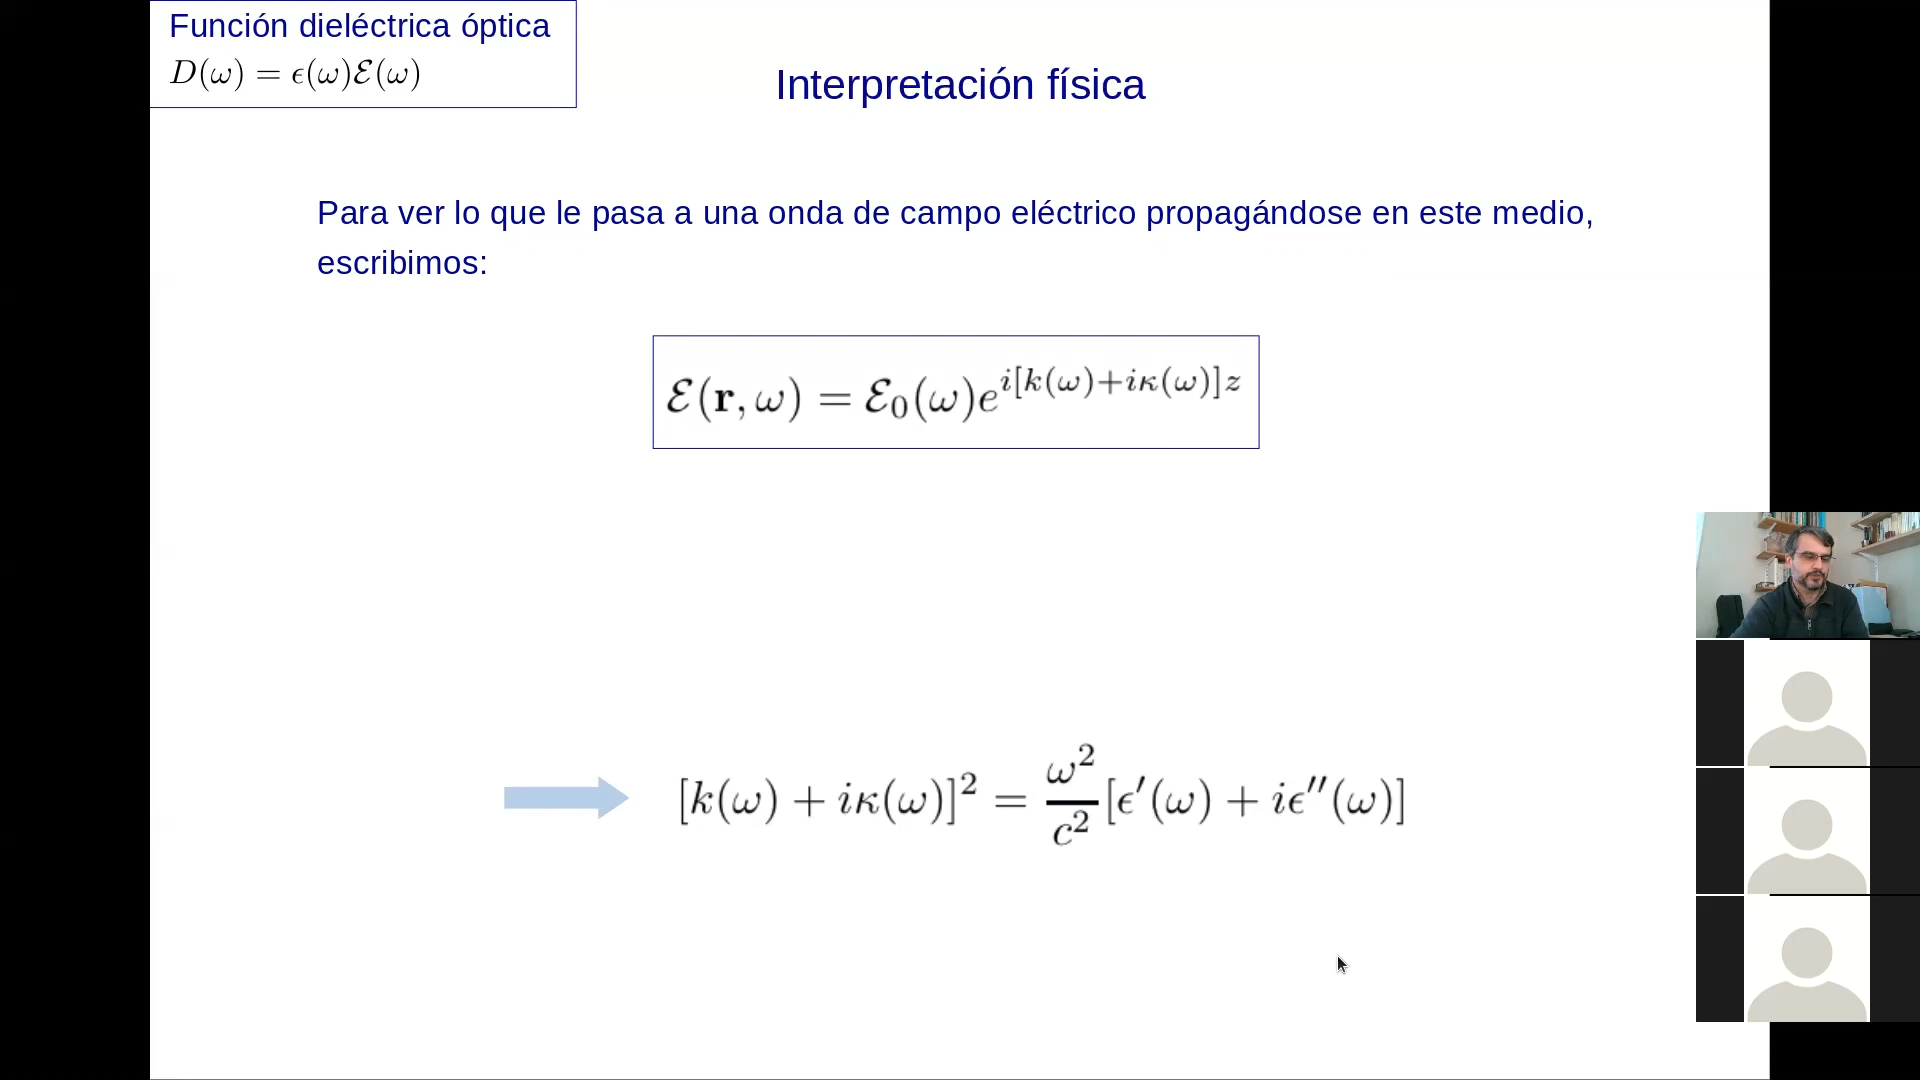 Función dieléctrica óptica
D(ω) = ϵ(ω)ℰ(ω)
Interpretación física
Para ver lo que le pasa a una onda de campo eléctrico propagándose en este medio,
escribimos:
ℰ(r, ω) = ℰ₀(ω)e^{i[k(ω)+iκ(ω)]z}
[k(ω) + iκ(ω)]² = ω²/c² [ϵ′(ω) + iϵ″(ω)]